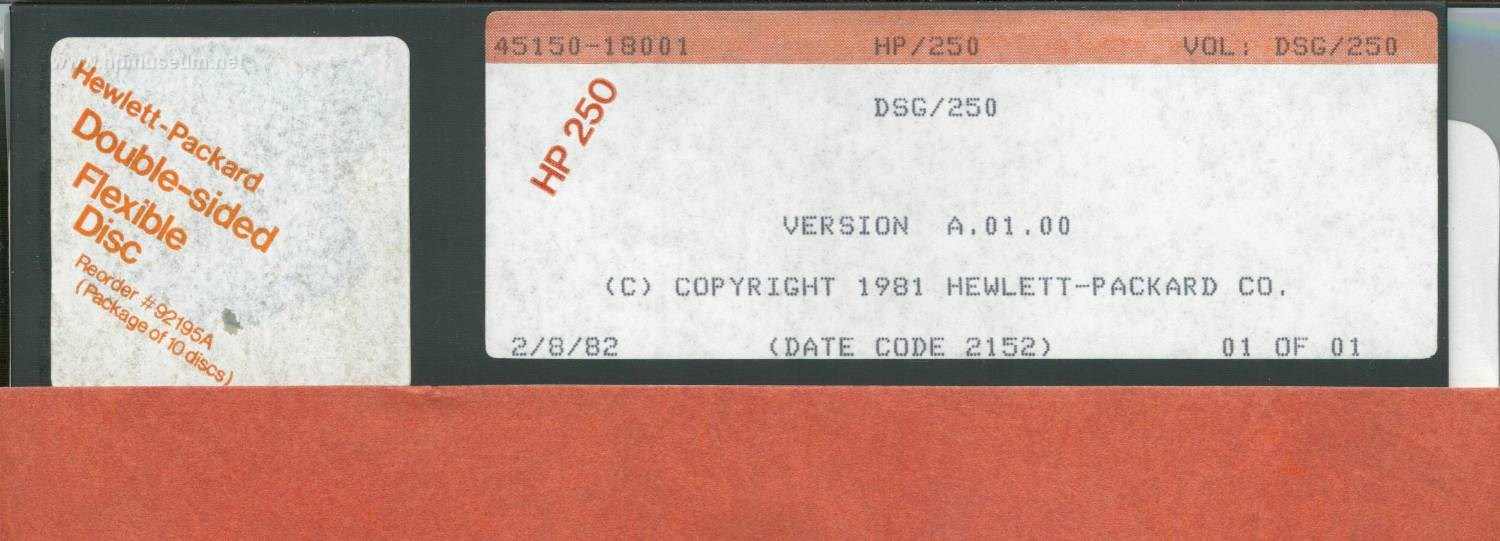 www.hpmuseum.net
Hewlett-Packard
Double-sided
Flexible
Disc
Reorder #92195A
(Package of 10 discs)
45150-18001 HP/250 VOL: DSG/250
HP 250
DSG/250
VERSION A.01.00
(C) COPYRIGHT 1981 HEWLETT-PACKARD CO.
2/8/82 (DATE CODE 2152) 01 OF 01